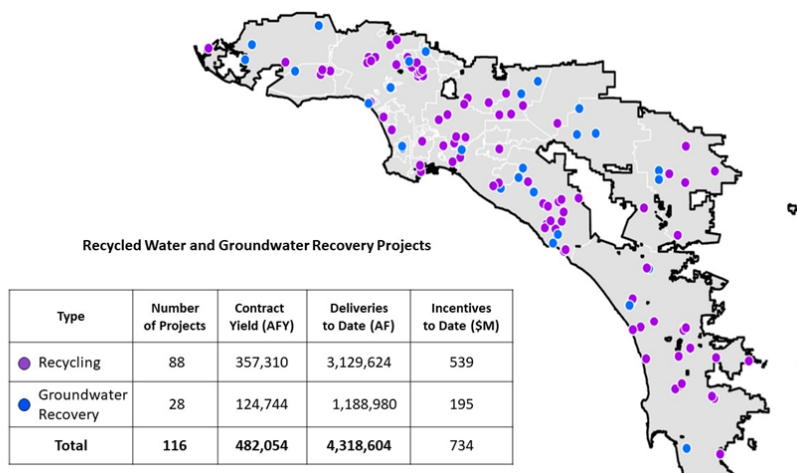 Recycled Water and Groundwater Recovery Projects
Type Number of Projects Contract Yield (AFY) Deliveries to Date (AF) Incentives to Date ($M)
Recycling 88 357,310 3,129,624 539
Groundwater Recovery 28 124,744 1,188,980 195
Total 116 482,054 4,318,604 734